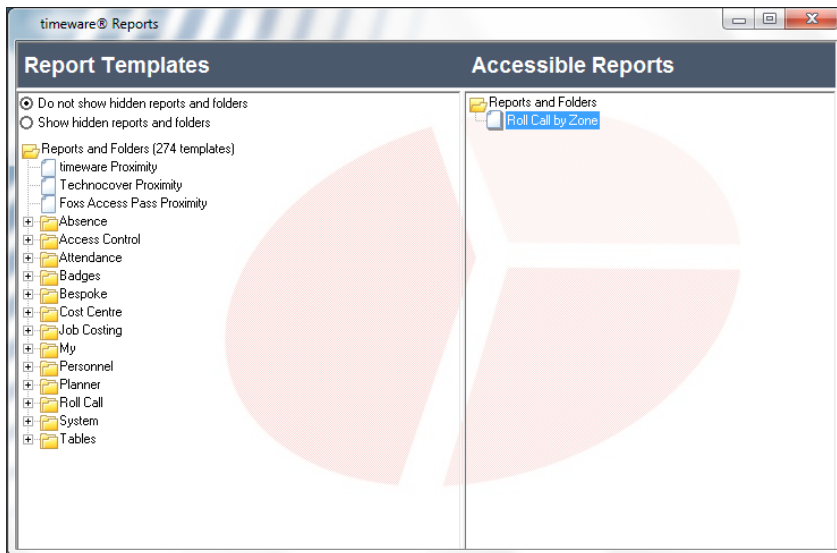 timeware® Reports
Report Templates
Accessible Reports
Do not show hidden reports and folders
Show hidden reports and folders
Reports and Folders (274 templates)
timeware Proximity
Technocover Proximity
Foxs Access Pass Proximity
Absence
Access Control
Attendance
Badges
Bespoke
Cost Centre
Job Costing
My
Personnel
Planner
Roll Call
System
Tables
Reports and Folders
Roll Call by Zone